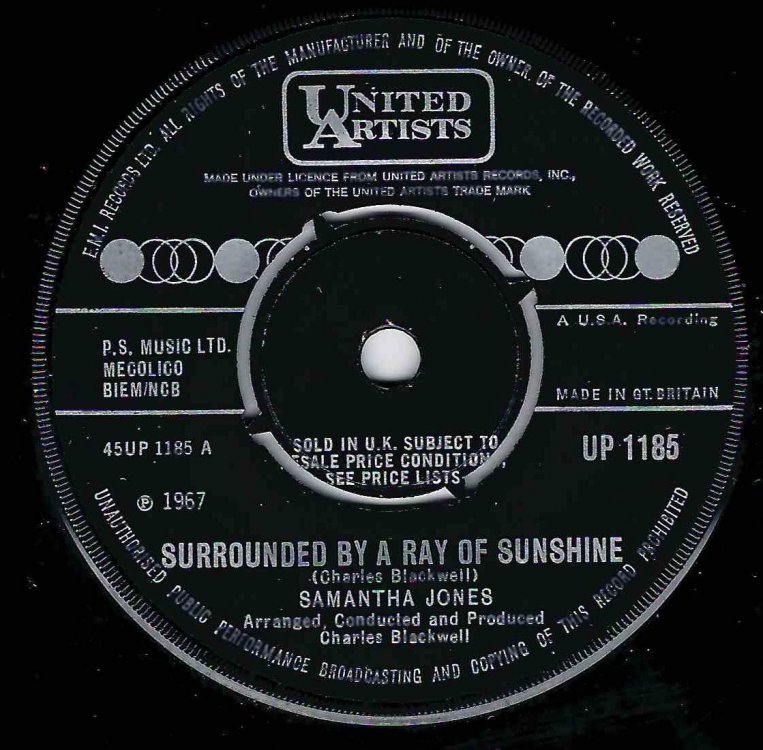 E.M.I. RECORDS LTD. ALL RIGHTS OF THE MANUFACTURER AND OF THE OWNER OF THE RECORDED WORK RESERVED
UNITED
ARTISTS
MADE UNDER LICENCE FROM UNITED ARTISTS RECORDS, INC.,
OWNERS OF THE UNITED ARTISTS TRADE MARK
A U.S.A. Recording
P.S. MUSIC LTD.
MECOLICO
BIEM/NCB
MADE IN GT. BRITAIN
45UP 1185 A
SOLD IN U.K. SUBJECT TO
ESALE PRICE CONDITION ,
SEE PRICE LISTS
UP 1185
℗ 1967
SURROUNDED BY A RAY OF SUNSHINE
(Charles Blackwell)
SAMANTHA JONES
Arranged, Conducted and Produced
Charles Blackwell
UNAUTHORISED PUBLIC PERFORMANCE BROADCASTING AND COPYING OF THIS RECORD PROHIBITED